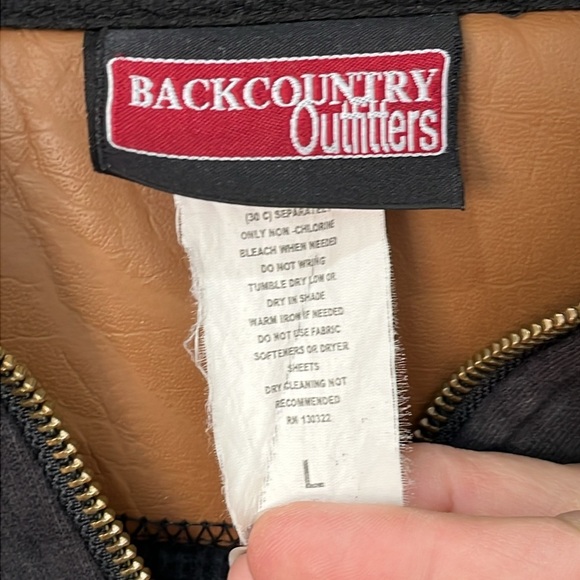 BACKCOUNTRY
Outfitters
(30 C) SEPARATELY
ONLY NON -CHLORINE
BLEACH WHEN NEEDED
DO NOT WRING
TUMBLE DRY LOW OR
DRY IN SHADE
WARM IRON IF NEEDED
DO NOT USE FABRIC
SOFTENERS OR DRYER
SHEETS
DRY CLEANING NOT
RECOMMENDED
RN 130322
L